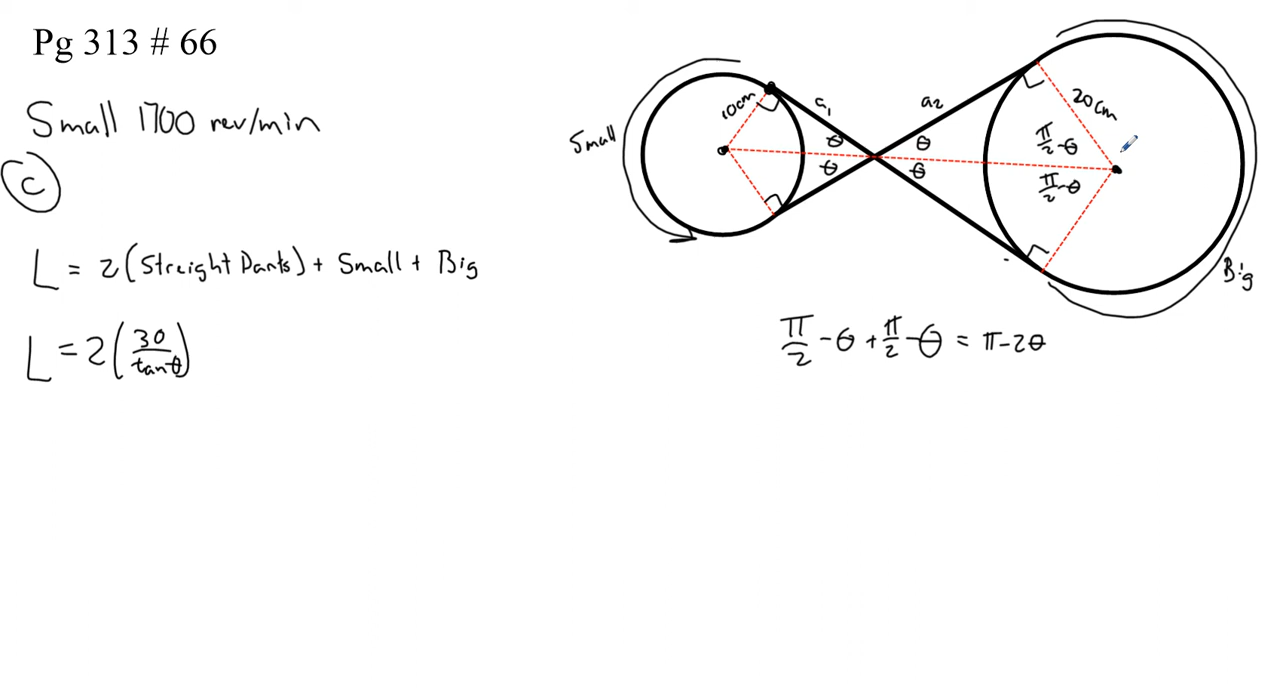 Pg 313 # 66
Small 1700 rev/min
C
L = 2 (Streight Parts) + Small + Big
L = 2 (30/tanθ)
Small
10cm
a₁
a₂
θ
θ
θ
θ
20cm
π/2 - θ
π/2 - θ
Big
π/2 - θ + π/2 - θ = π - 2θ